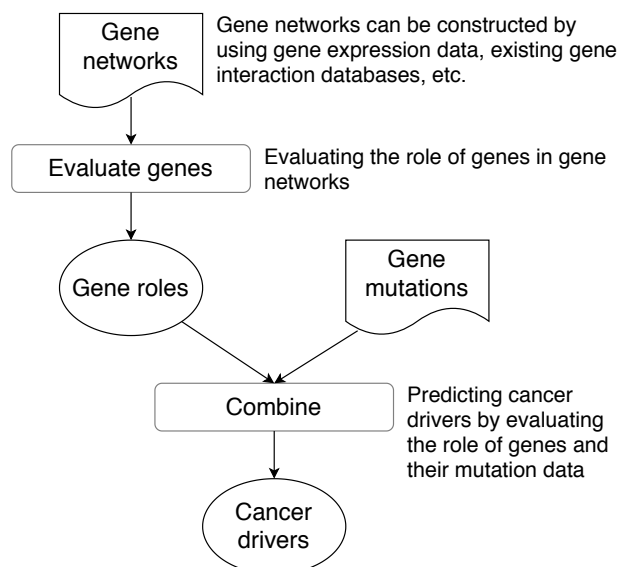 Gene
networks
Gene networks can be constructed by
using gene expression data, existing gene
interaction databases, etc.
Evaluate genes
Evaluating the role of genes in gene
networks
Gene roles
Gene
mutations
Combine
Predicting cancer
drivers by evaluating
the role of genes and
their mutation data
Cancer
drivers